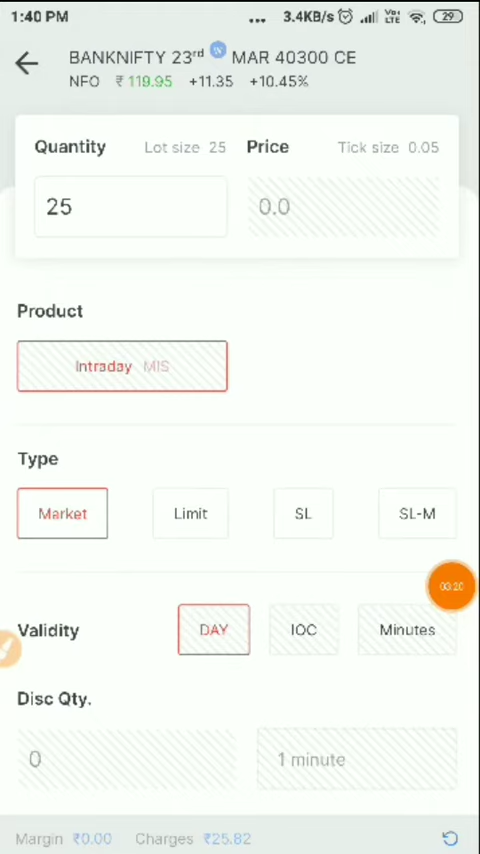 1:40 PM ... 3.4KB/s 29
BANKNIFTY 23rd W MAR 40300 CE
NFO ₹ 119.95 +11.35 +10.45%
Quantity Lot size 25 Price Tick size 0.05
25 0.0
Product
Intraday MIS
Type
Market Limit SL SL-M
03:20
Validity DAY IOC Minutes
Disc Qty.
0 1 minute
Margin ₹0.00 Charges ₹25.82